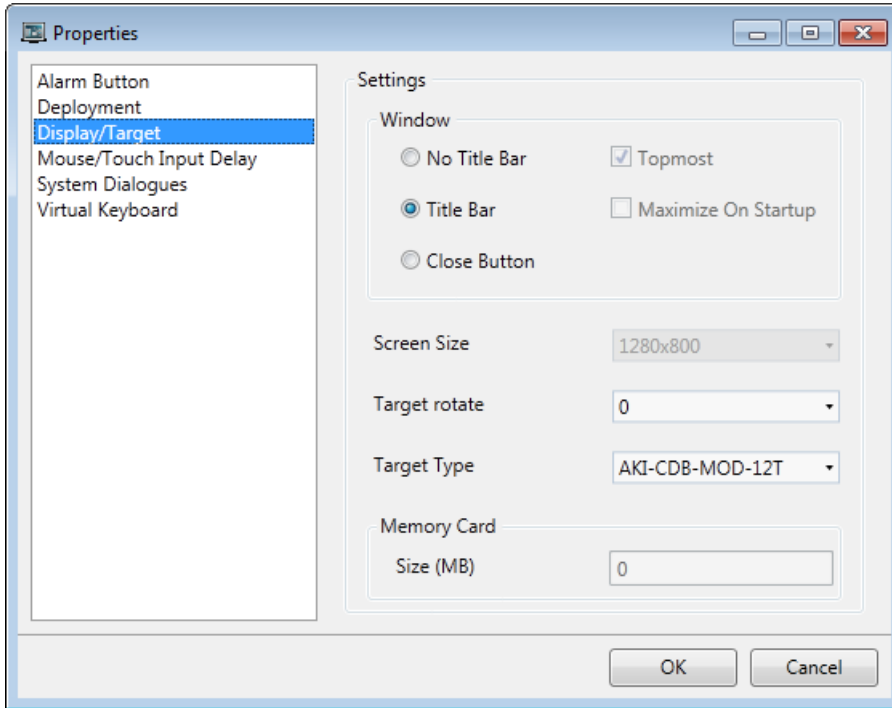 Properties
Alarm Button
Deployment
Display/Target
Mouse/Touch Input Delay
System Dialogues
Virtual Keyboard
Settings
Window
No Title Bar
Topmost
Title Bar
Maximize On Startup
Close Button
Screen Size
1280x800
Target rotate
0
Target Type
AKI-CDB-MOD-12T
Memory Card
Size (MB)
0
OK
Cancel